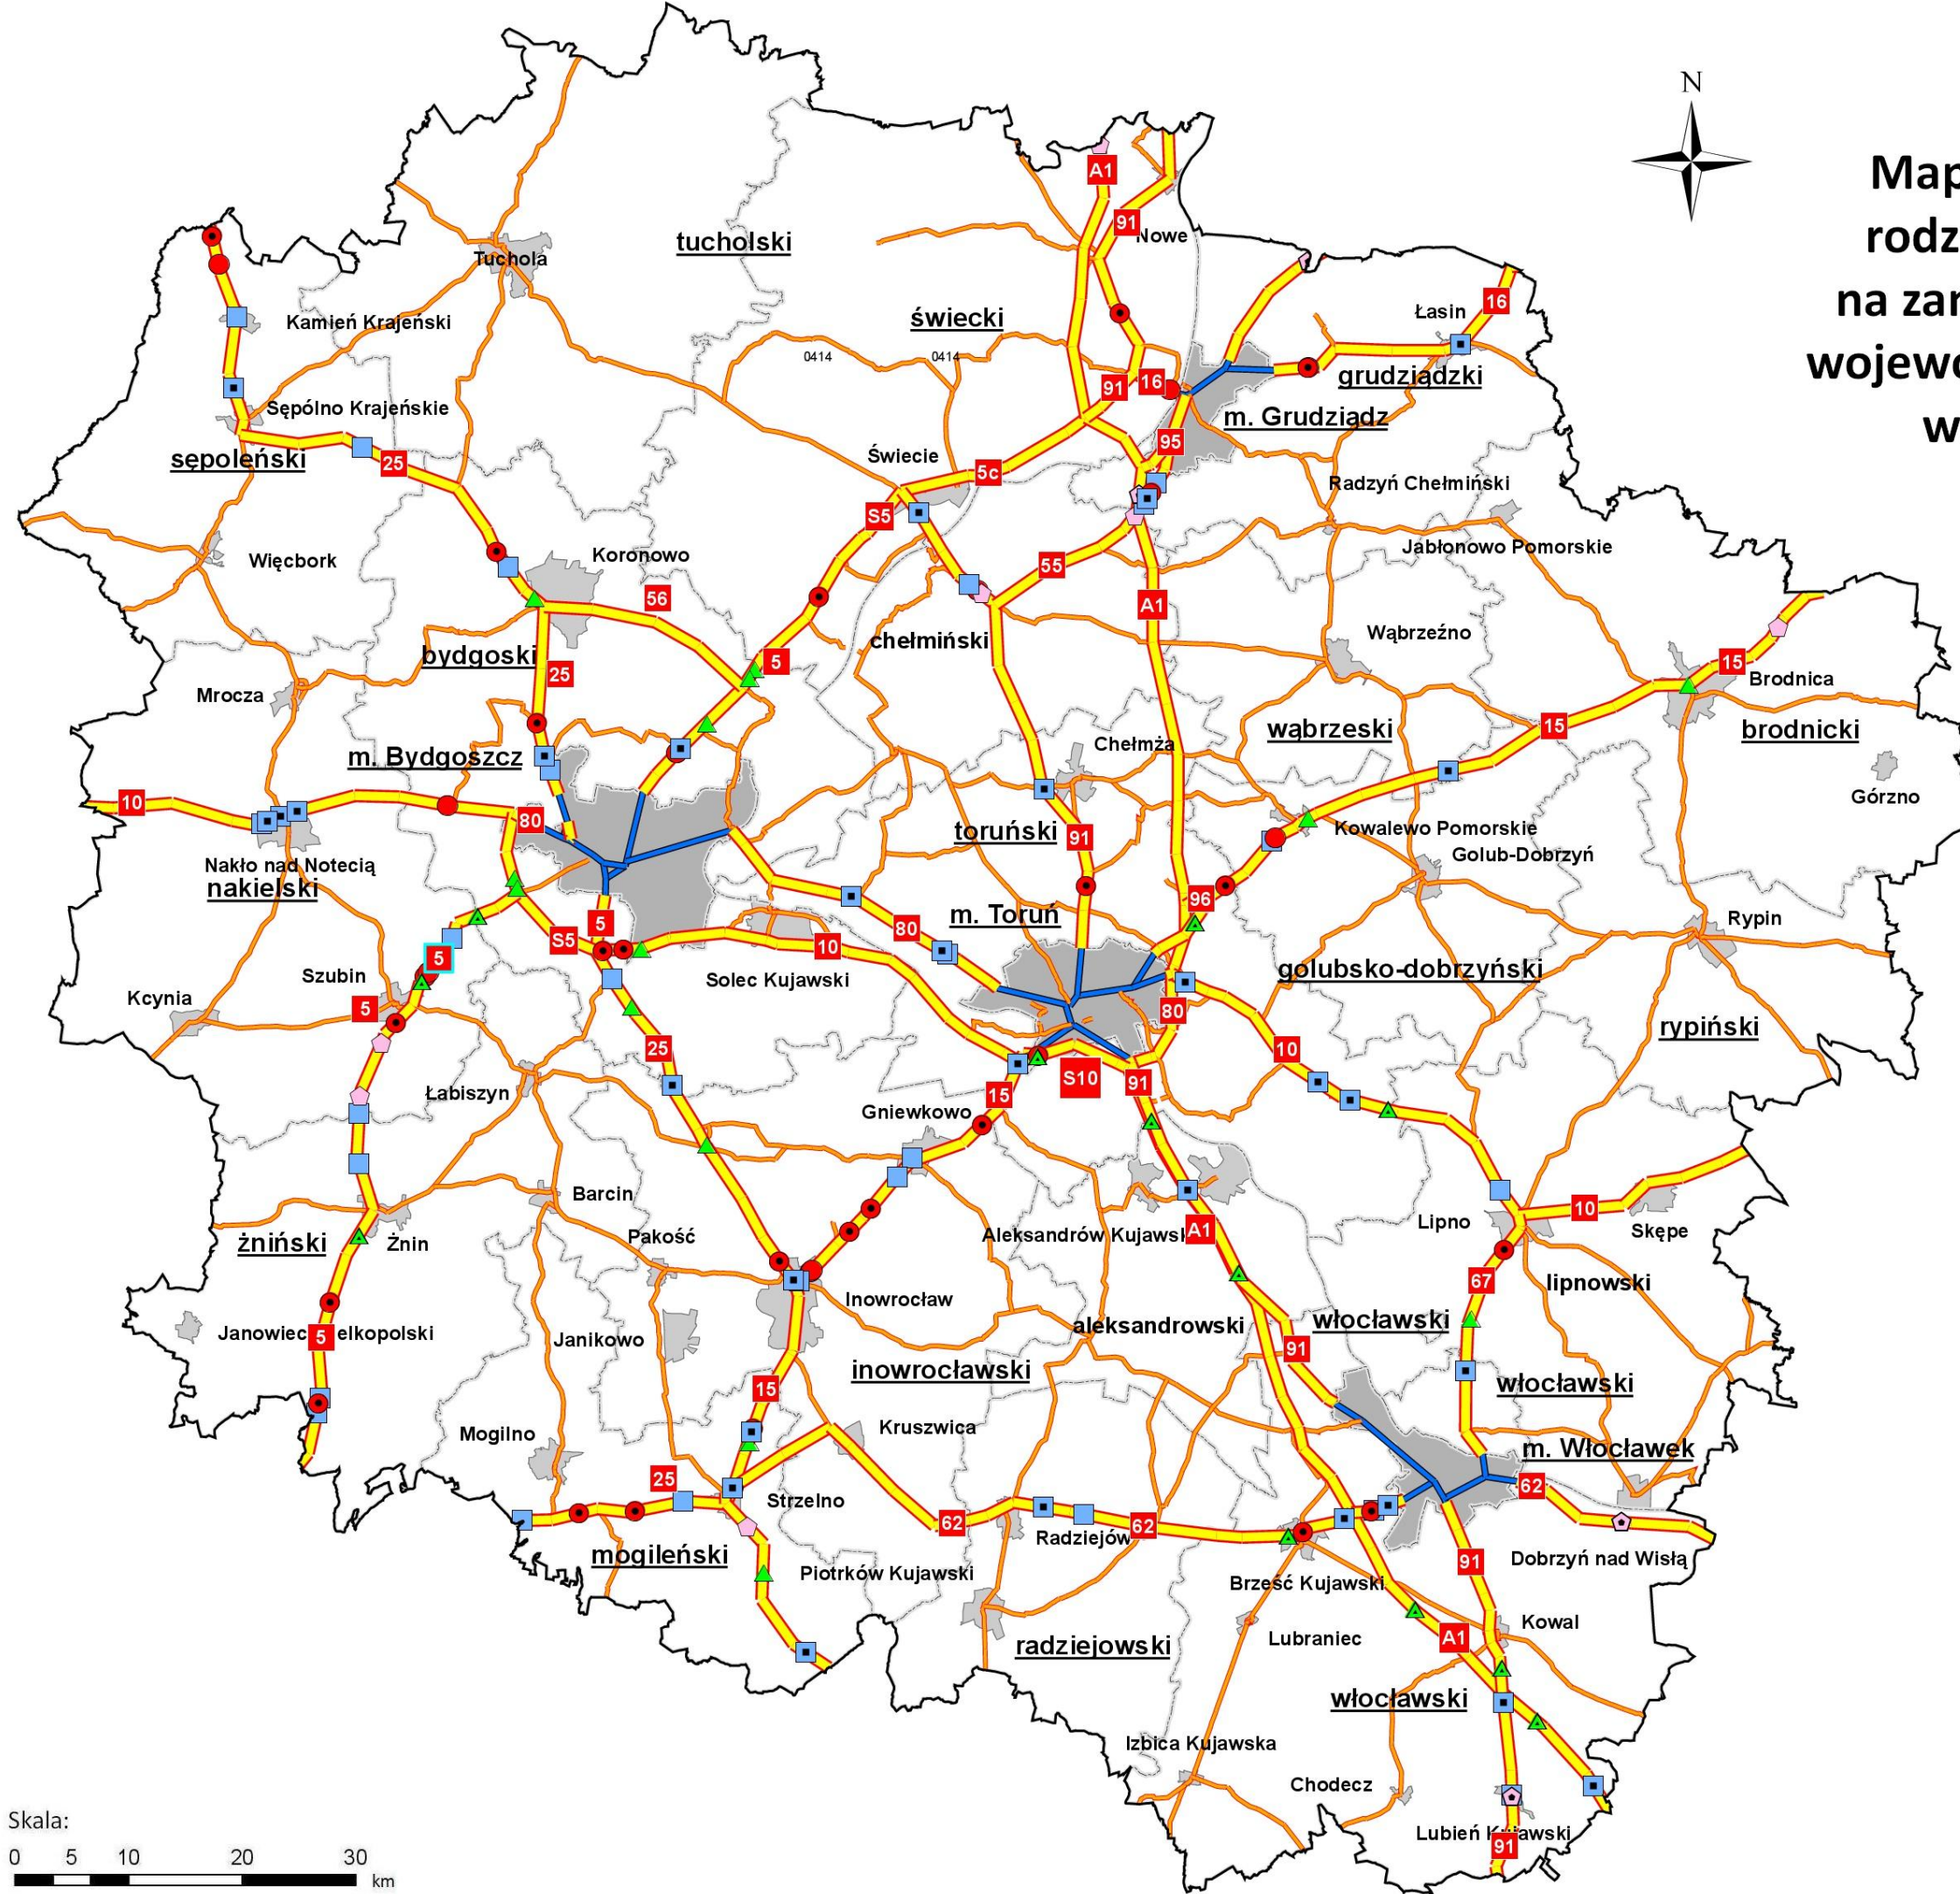 N
Map
rodz
na zar
wojewo
w
A1
91
Nowe
tucholski
Tuchola
świecki
Łasin
16
Kamień Krajeński
0414
0414
grudziądzki
91
16
m. Grudziądz
Sępólno Krajeńskie
sępoleński
25
95
Świecie
5c
Radzyń Chełmiński
S5
Jabłonowo Pomorskie
Więcbork
Koronowo
55
56
A1
chełmiński
Wąbrzeźno
bydgoski
25
5
15
Brodnica
Mrocza
wąbrzeski
15
brodnicki
m. Bydgoszcz
Chełmża
10
80
Górzno
toruński
91
Kowalewo Pomorskie
Golub-Dobrzyń
Nakło nad Notecią
nakielski
96
m. Toruń
Rypin
5
80
S5
10
5
Szubin
Solec Kujawski
golubsko-dobrzyński
Kcynia
5
80
rypiński
25
10
S10
91
Łabiszyn
15
Gniewkowo
Barcin
10
Lipno
Skępe
żniński
Żnin
Pakość
Aleksandrów Kujawsk
A1
67
lipnowski
Inowrocław
Janowiec
5
elkopolski
Janikowo
aleksandrowski
włocławski
91
inowrocławski
15
włocławski
Mogilno
Kruszwica
m. Włocławek
25
62
Strzelno
62
62
Radziejów
mogileński
Piotrków Kujawski
91
Dobrzyń nad Wisłą
Brześć Kujawski
Kowal
radziejowski
Lubraniec
A1
włocławski
Izbica Kujawska
Chodecz
Skala:
Lubień Kujawski
91
0 5 10 20 30
km